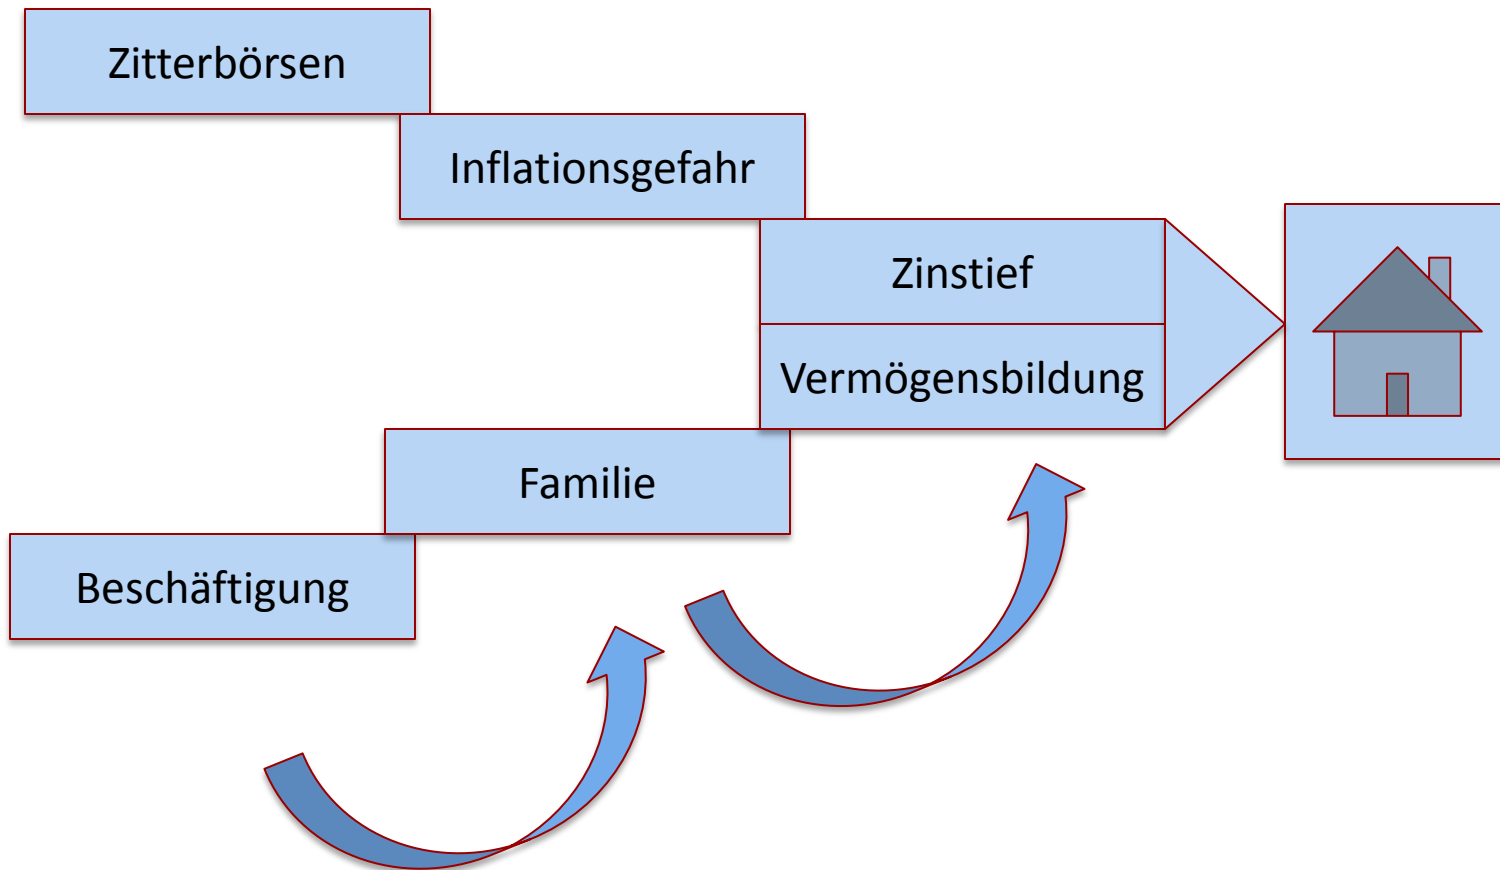 Zitterbörsen
Inflationsgefahr
Zinstief
Vermögensbildung
Familie
Beschäftigung